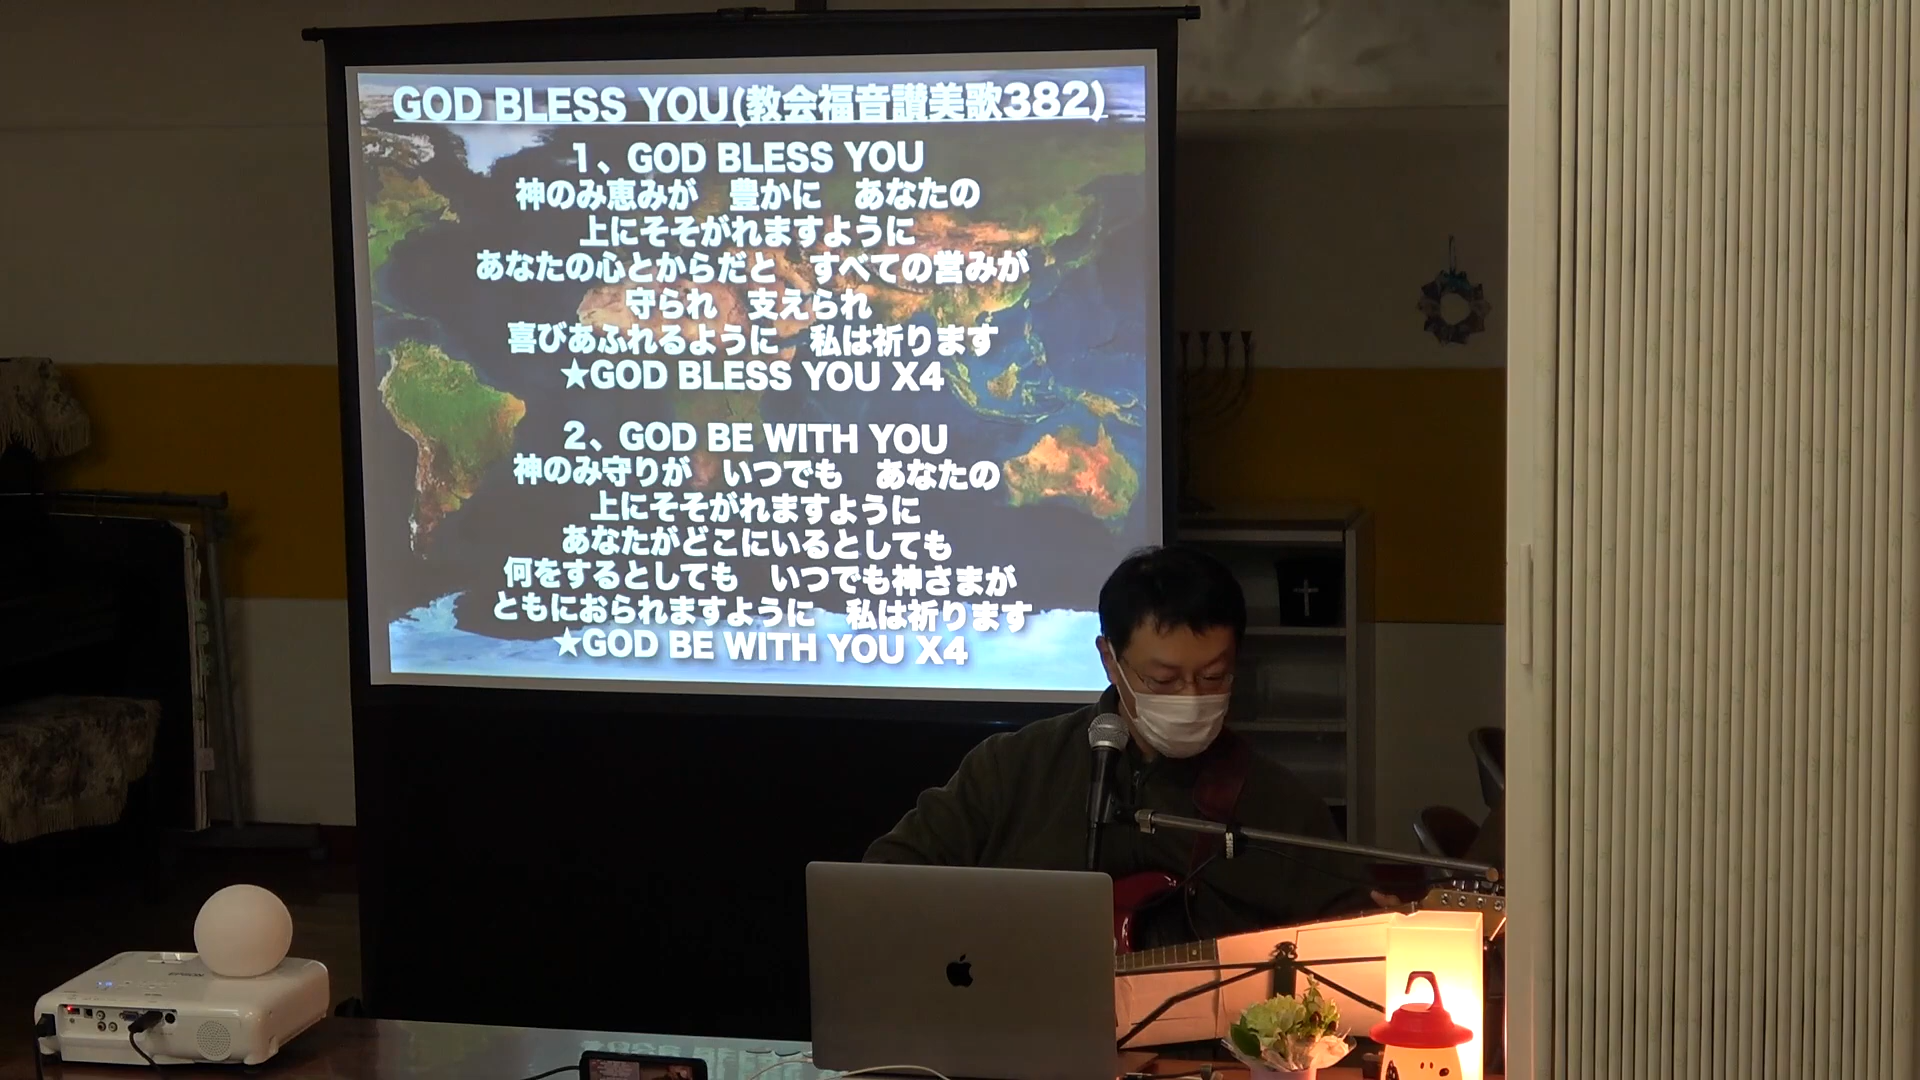 GOD BLESS YOU(教会福音讃美歌382)
1、GOD BLESS YOU
神のみ恵みが　豊かに　あなたの
上にそそがれますように
あなたの心とからだと　すべての営みが
守られ　支えられ
喜びあふれるように　私は祈ります
★GOD BLESS YOU X4
2、GOD BE WITH YOU
神のみ守りが　いつでも　あなたの
上にそそがれますように
あなたがどこにいるとしても
何をするとしても　いつでも神さまが
ともにおられますように　私は祈ります
★GOD BE WITH YOU X4
EPSON